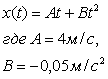 x(t) = At + Bt²
где A = 4 м/с,
B = −0,05 м/с²